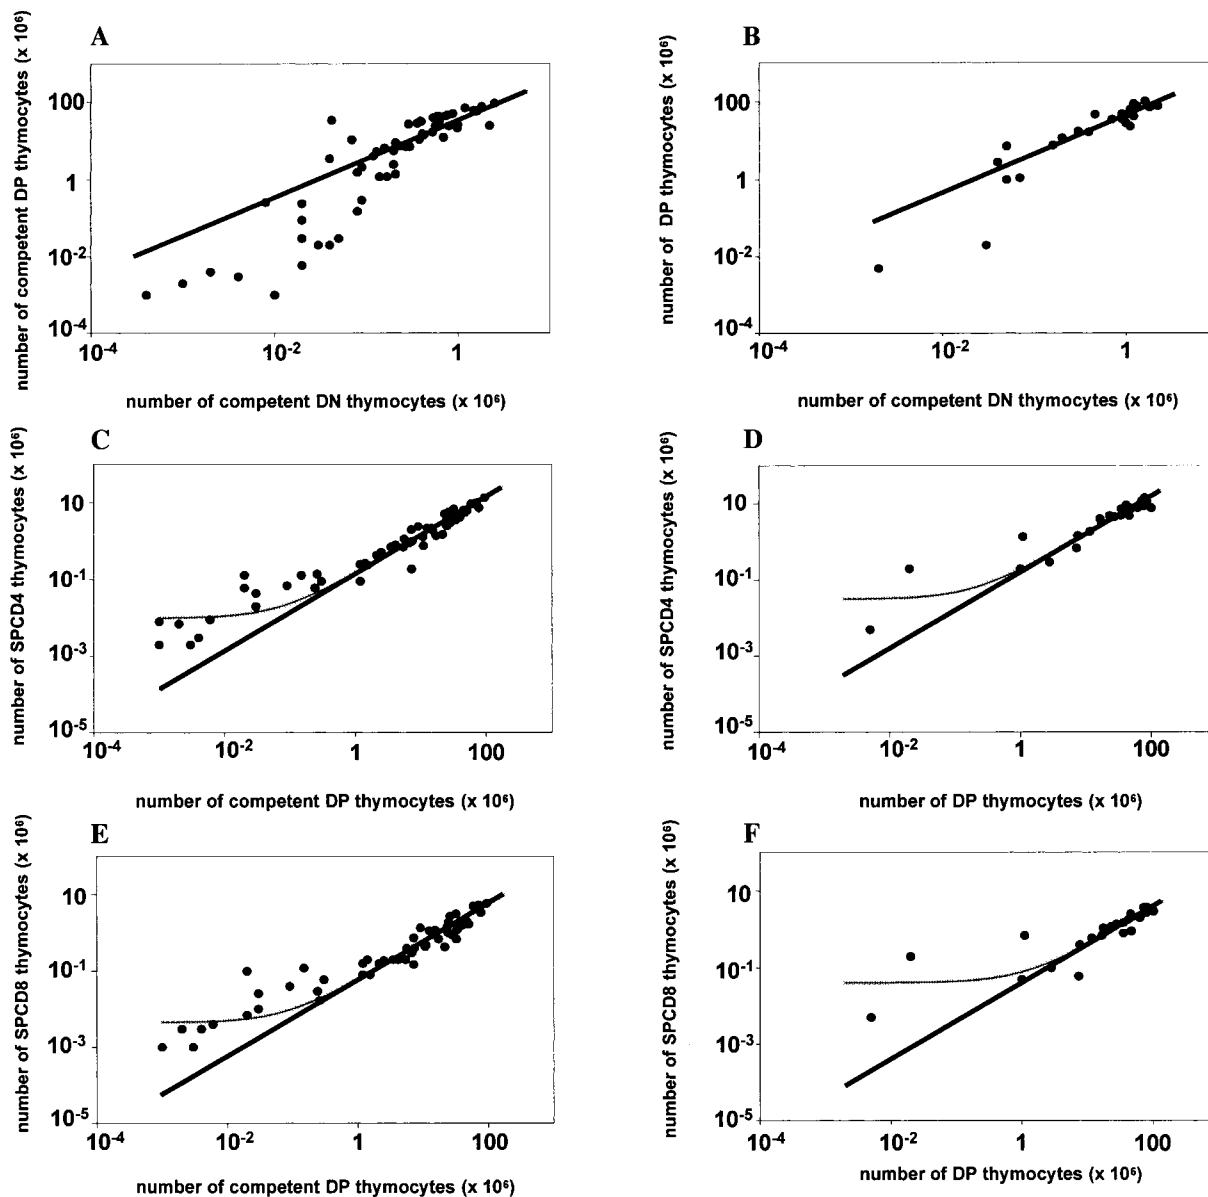 A
number of competent DP thymocytes (x 10⁶)
100
1
10⁻²
10⁻⁴
10⁻⁴
10⁻²
1
number of competent DN thymocytes (x 10⁶)
B
number of DP thymocytes (x 10⁶)
100
1
10⁻²
10⁻⁴
10⁻⁴
10⁻²
1
number of competent DN thymocytes (x 10⁶)
C
number of SPCD4 thymocytes (x 10⁶)
10
10⁻¹
10⁻³
10⁻⁵
10⁻⁴
10⁻²
1
100
number of competent DP thymocytes (x 10⁶)
D
number of SPCD4 thymocytes (x 10⁶)
10
10⁻¹
10⁻³
10⁻⁵
10⁻⁴
10⁻²
1
100
number of DP thymocytes (x 10⁶)
E
number of SPCD8 thymocytes (x 10⁶)
10
10⁻¹
10⁻³
10⁻⁵
10⁻⁴
10⁻²
1
100
number of competent DP thymocytes (x 10⁶)
F
number of SPCD8 thymocytes (x 10⁶)
10
10⁻¹
10⁻³
10⁻⁵
10⁻⁴
10⁻²
1
100
number of DP thymocytes (x 10⁶)